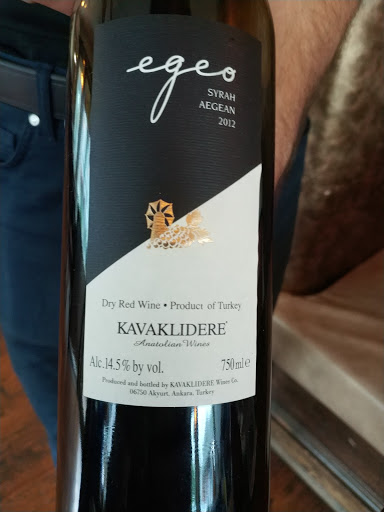 egeo
SYRAH
AEGEAN
2012
Dry Red Wine • Product of Turkey
KAVAKLIDERE®
Anatolian Wines
Alc.14.5% by vol. 750ml e
Produced and bottled by KAVAKLIDERE Wines Co.
06750 Akyurt, Ankara, Turkey